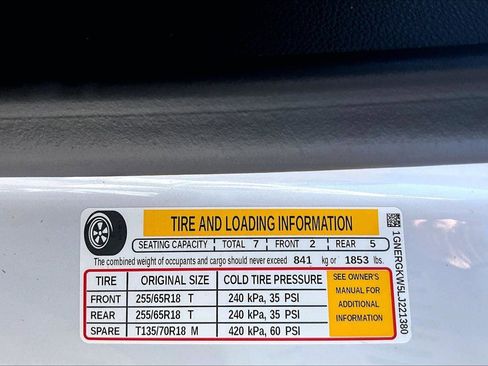 TIRE AND LOADING INFORMATION
SEATING CAPACITY TOTAL 7 FRONT 2 REAR 5
The combined weight of occupants and cargo should never exceed 841 kg or 1853 lbs.
TIRE ORIGINAL SIZE COLD TIRE PRESSURE
FRONT 255/65R18 T 240 kPa, 35 PSI
REAR 255/65R18 T 240 kPa, 35 PSI
SPARE T135/70R18 M 420 kPa, 60 PSI
SEE OWNER'S
MANUAL FOR
ADDITIONAL
INFORMATION
1GNERGKW5LJ221380